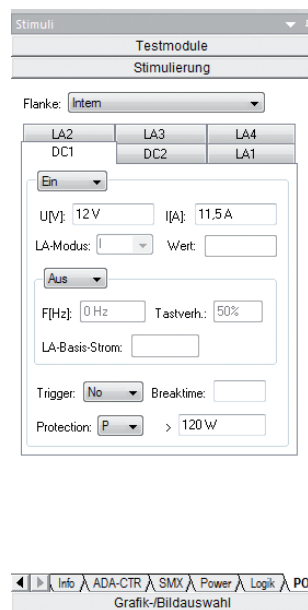 Stimuli
Testmodule
Stimulierung
Flanke: Intern
LA2 LA3 LA4
DC1 DC2 LA1
Ein
U[V]: 12 V I[A]: 11,5 A
LA-Modus: I Wert:
Aus
F[Hz]: 0 Hz Tastverh.: 50%
LA-Basis-Strom:
Trigger: No Breaktime:
Protection: P > 120 W
Info ADA-CTR SMX Power Logik
Grafik-/Bildauswahl